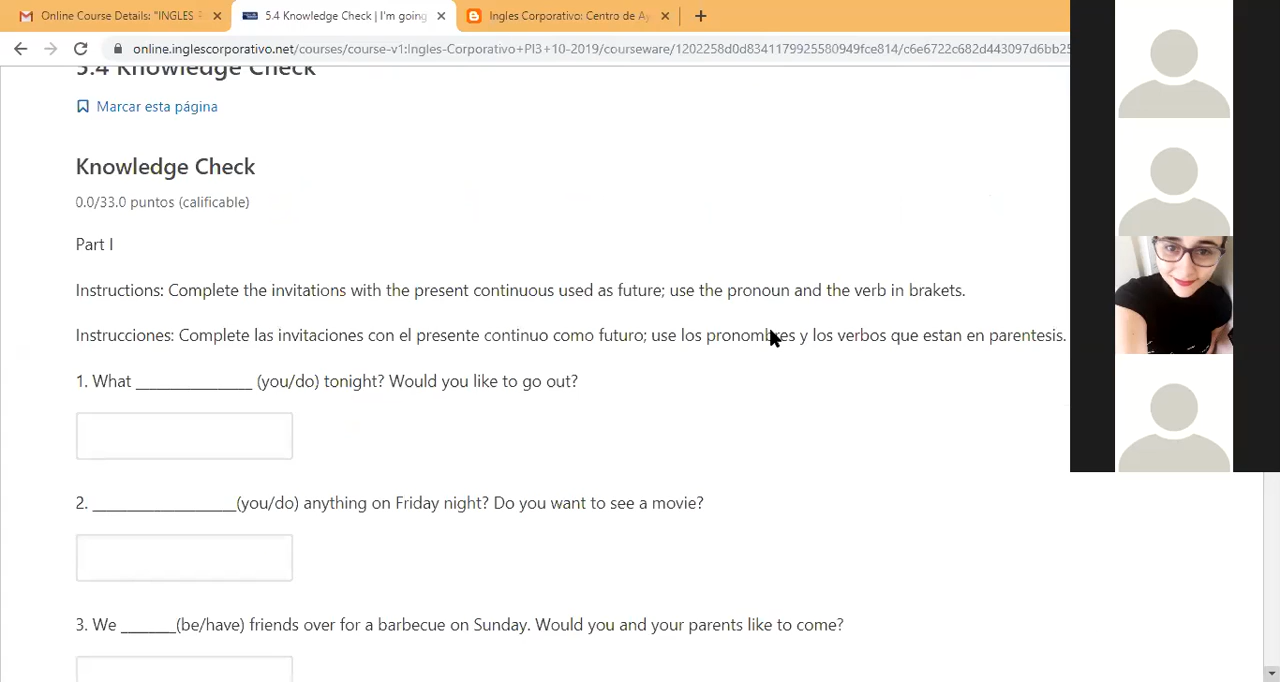 Online Course Details: "INGLES
5.4 Knowledge Check | I'm going
Ingles Corporativo: Centro de Ay
online.inglescorporativo.net/courses/course-v1:Ingles-Corporativo+PI3+10-2019/courseware/1202258d0d8341179925580949fce814/c6e6722c682d443097d6bb25
5.4 Knowledge Check
Marcar esta página
Knowledge Check
0.0/33.0 puntos (calificable)
Part I
Instructions: Complete the invitations with the present continuous used as future; use the pronoun and the verb in brakets.
Instrucciones: Complete las invitaciones con el presente continuo como futuro; use los pronombres y los verbos que estan en parentesis.
1. What ______________ (you/do) tonight? Would you like to go out?
2. _________________(you/do) anything on Friday night? Do you want to see a movie?
3. We _______(be/have) friends over for a barbecue on Sunday. Would you and your parents like to come?